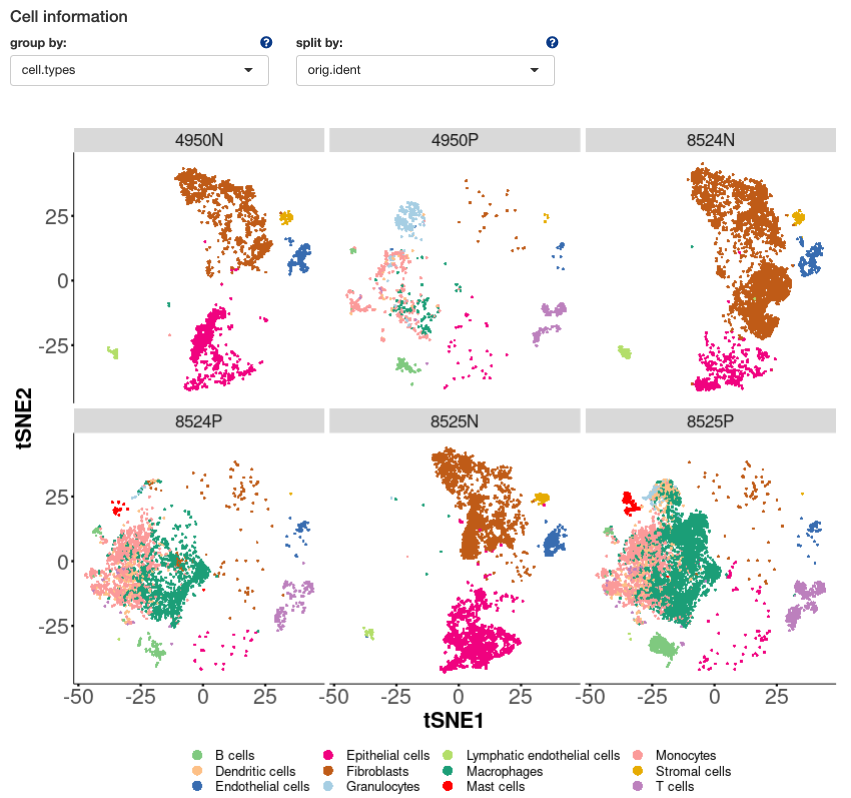 Cell information
group by: ? split by: ?
cell.types orig.ident
4950N 4950P 8524N
25
0
-25
tSNE2
8524P 8525N 8525P
25
0
-25
-50 -25 0 25 -50 -25 0 25 -50 -25 0 25
tSNE1
B cells Epithelial cells Lymphatic endothelial cells Monocytes
Dendritic cells Fibroblasts Macrophages Stromal cells
Endothelial cells Granulocytes Mast cells T cells